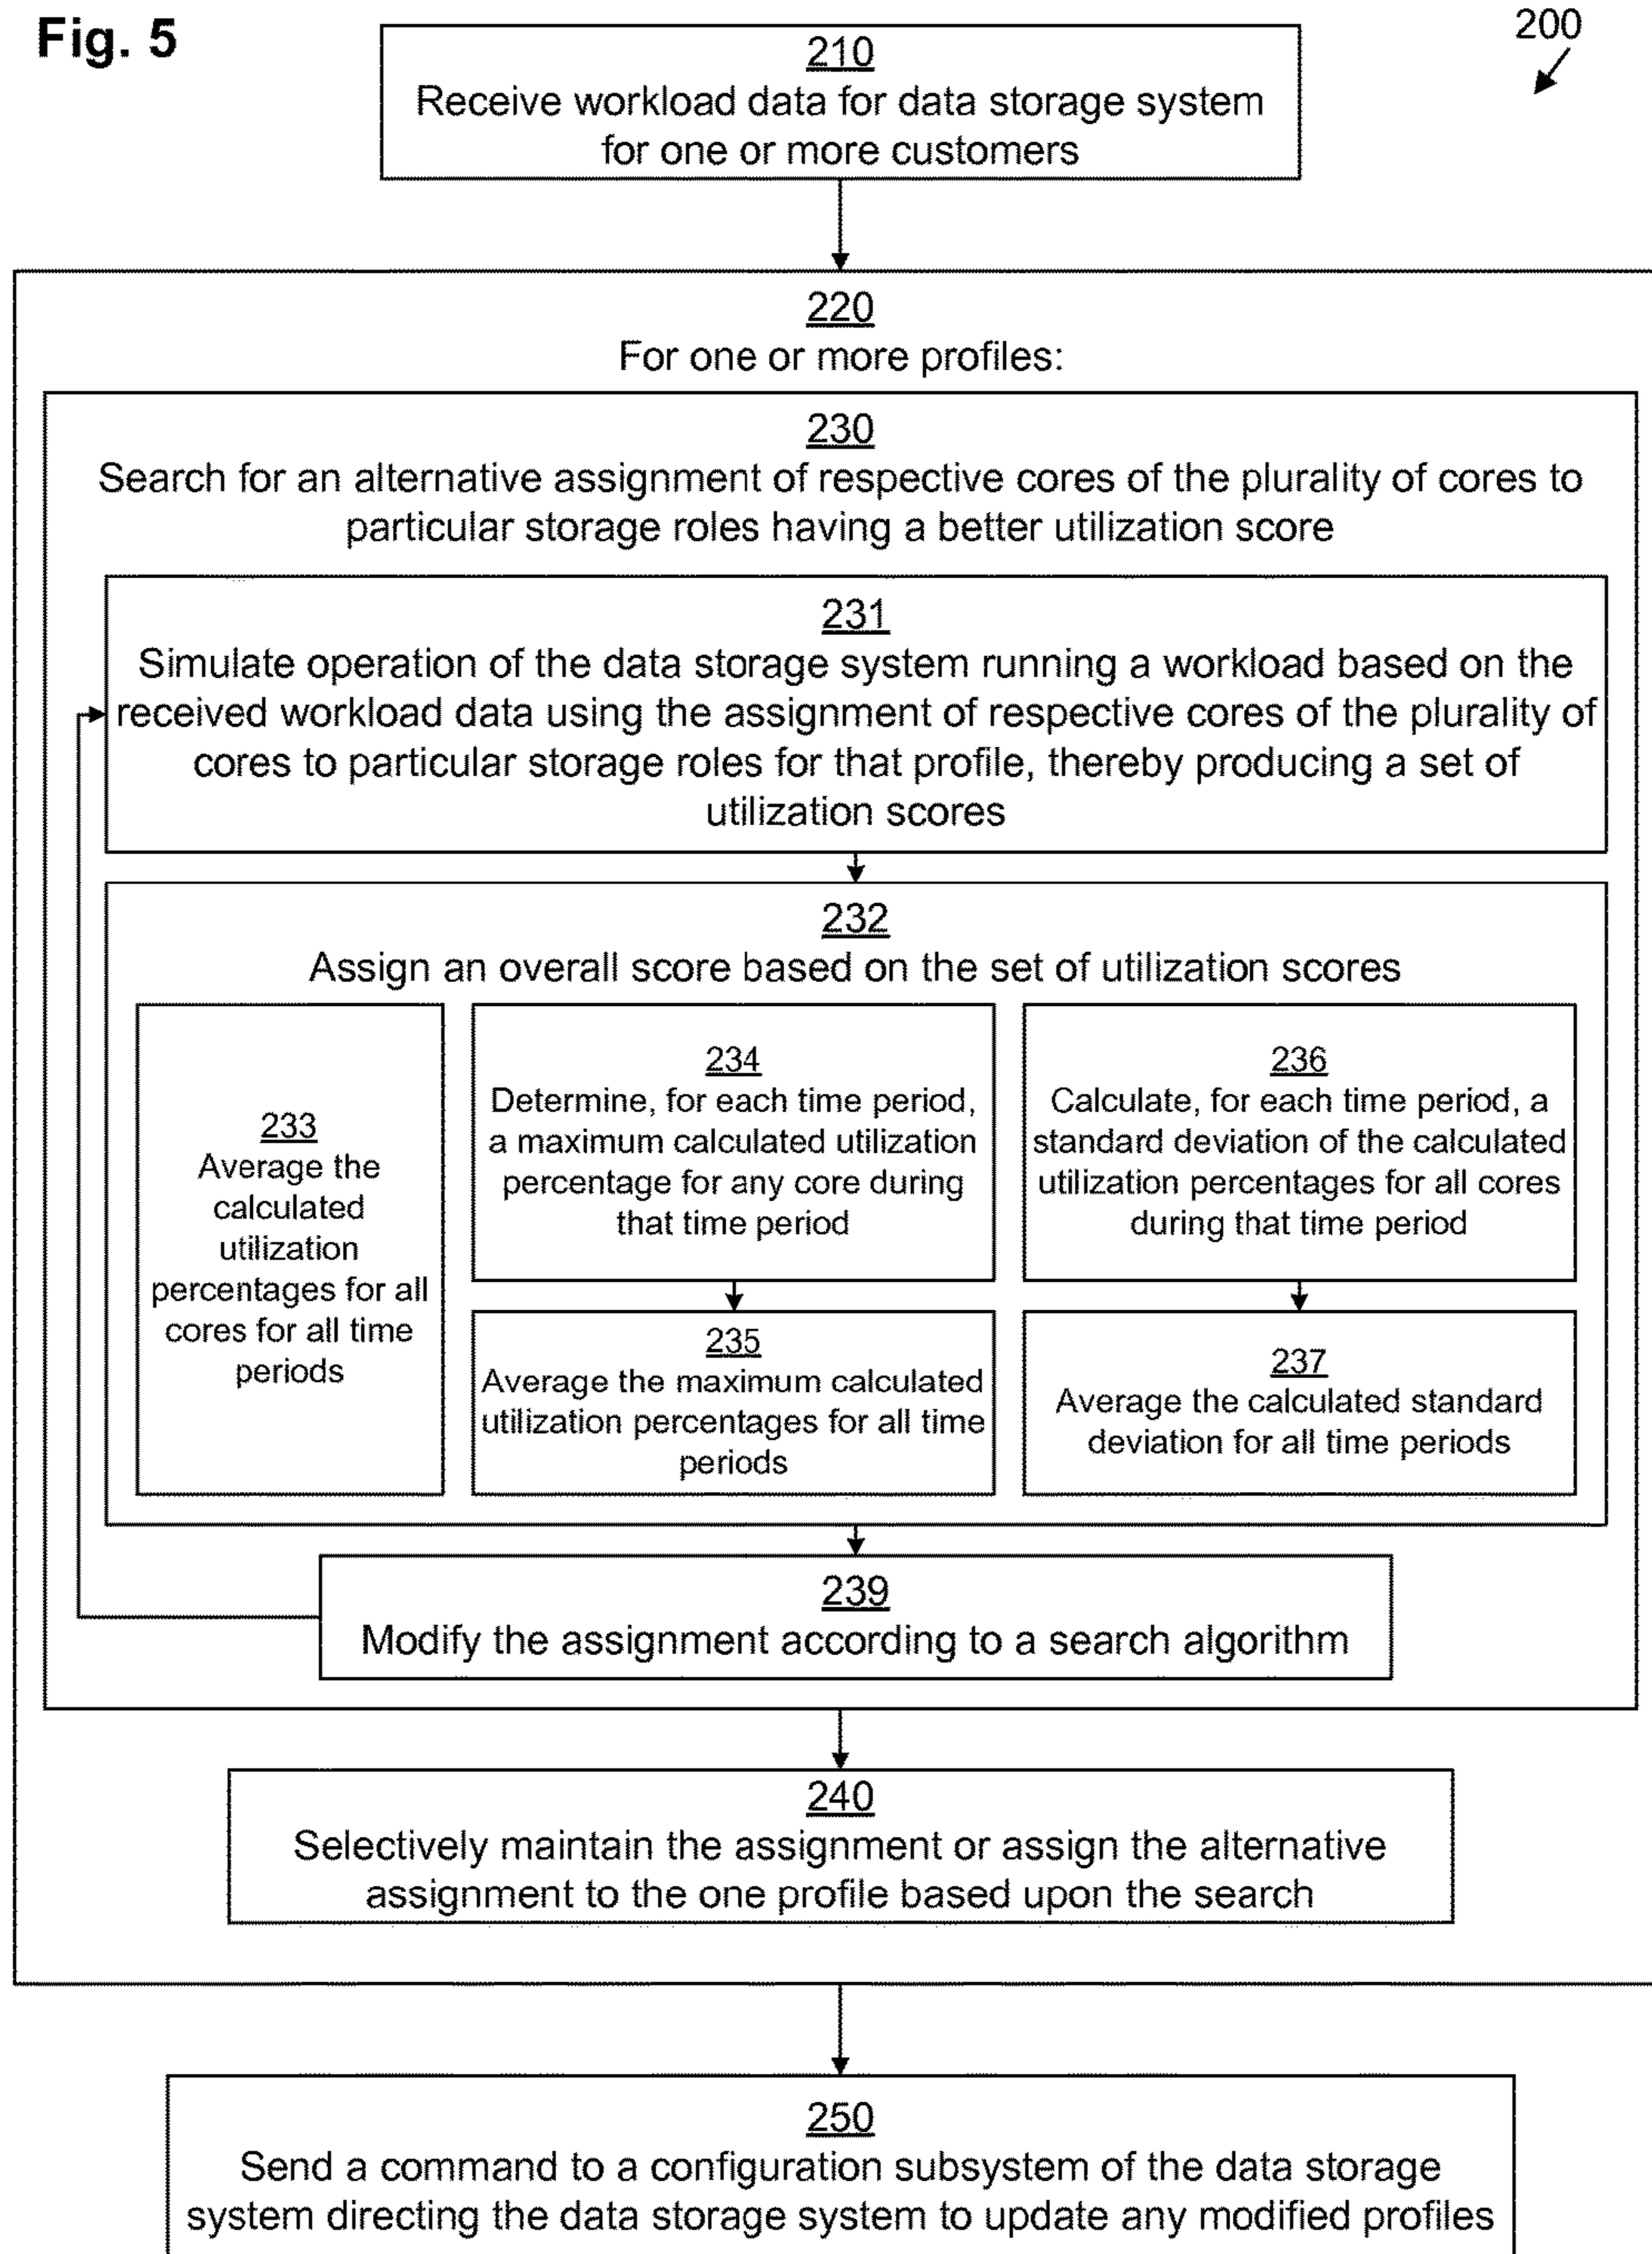 Fig. 5
200
210
Receive workload data for data storage system
for one or more customers
220
For one or more profiles:
230
Search for an alternative assignment of respective cores of the plurality of cores to
particular storage roles having a better utilization score
231
Simulate operation of the data storage system running a workload based on the
received workload data using the assignment of respective cores of the plurality of
cores to particular storage roles for that profile, thereby producing a set of
utilization scores
232
Assign an overall score based on the set of utilization scores
233
Average the
calculated
utilization
percentages for all
cores for all time
periods
234
Determine, for each time period,
a maximum calculated utilization
percentage for any core during
that time period
235
Average the maximum calculated
utilization percentages for all time
periods
236
Calculate, for each time period, a
standard deviation of the calculated
utilization percentages for all cores
during that time period
237
Average the calculated standard
deviation for all time periods
239
Modify the assignment according to a search algorithm
240
Selectively maintain the assignment or assign the alternative
assignment to the one profile based upon the search
250
Send a command to a configuration subsystem of the data storage
system directing the data storage system to update any modified profiles